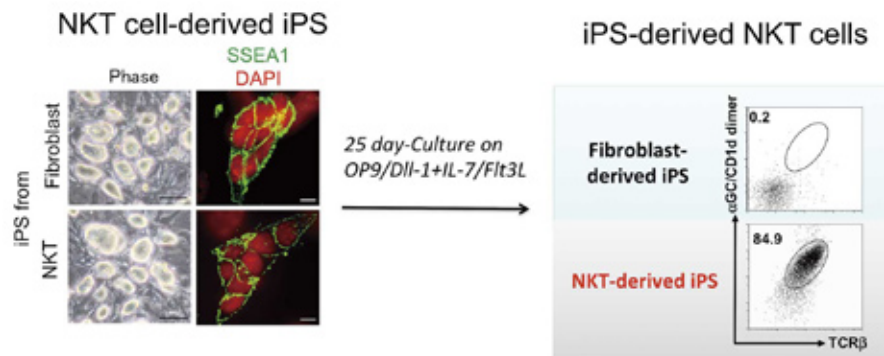 NKT cell-derived iPS
iPS-derived NKT cells
SSEA1
Phase
DAPI
iPS from
Fibroblast
NKT
25 day-Culture on
OP9/Dll-1+IL-7/Flt3L
Fibroblast-
derived iPS
NKT-derived iPS
αGC/CD1d dimer
0.2
84.9
TCRβ